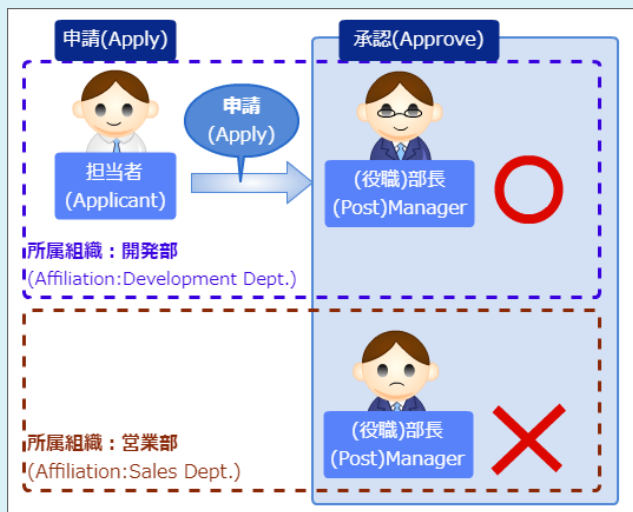 申請(Apply)
承認(Approve)
申請
(Apply)
担当者
(Applicant)
(役職)部長
(Post)Manager
所属組織：開発部
(Affiliation:Development Dept.)
(役職)部長
(Post)Manager
所属組織：営業部
(Affiliation:Sales Dept.)